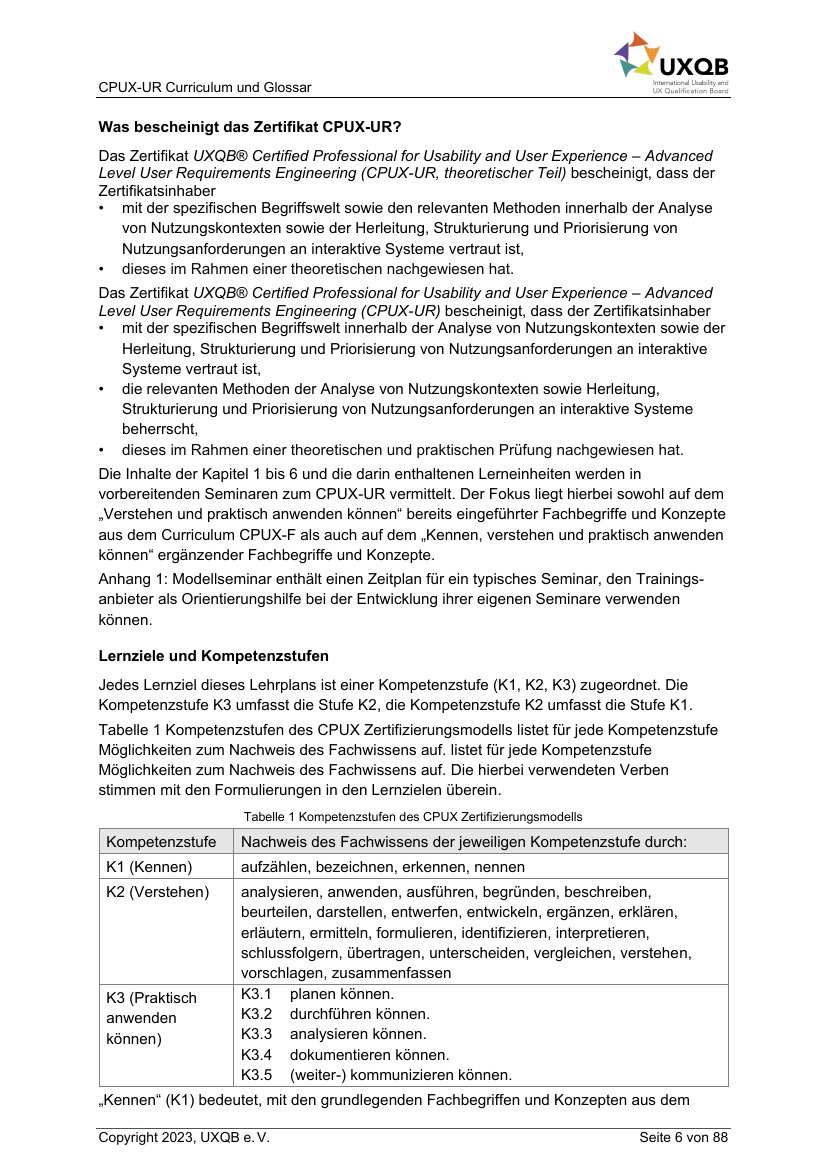 UXQB
International Usability and
UX Qualification Board
CPUX-UR Curriculum und Glossar
Was bescheinigt das Zertifikat CPUX-UR?
Das Zertifikat UXQB® Certified Professional for Usability and User Experience – Advanced
Level User Requirements Engineering (CPUX-UR, theoretischer Teil) bescheinigt, dass der
Zertifikatsinhaber
• mit der spezifischen Begriffswelt sowie den relevanten Methoden innerhalb der Analyse
von Nutzungskontexten sowie der Herleitung, Strukturierung und Priorisierung von
Nutzungsanforderungen an interaktive Systeme vertraut ist,
• dieses im Rahmen einer theoretischen nachgewiesen hat.
Das Zertifikat UXQB® Certified Professional for Usability and User Experience – Advanced
Level User Requirements Engineering (CPUX-UR) bescheinigt, dass der Zertifikatsinhaber
• mit der spezifischen Begriffswelt innerhalb der Analyse von Nutzungskontexten sowie der
Herleitung, Strukturierung und Priorisierung von Nutzungsanforderungen an interaktive
Systeme vertraut ist,
• die relevanten Methoden der Analyse von Nutzungskontexten sowie Herleitung,
Strukturierung und Priorisierung von Nutzungsanforderungen an interaktive Systeme
beherrscht,
• dieses im Rahmen einer theoretischen und praktischen Prüfung nachgewiesen hat.
Die Inhalte der Kapitel 1 bis 6 und die darin enthaltenen Lerneinheiten werden in
vorbereitenden Seminaren zum CPUX-UR vermittelt. Der Fokus liegt hierbei sowohl auf dem
„Verstehen und praktisch anwenden können“ bereits eingeführter Fachbegriffe und Konzepte
aus dem Curriculum CPUX-F als auch auf dem „Kennen, verstehen und praktisch anwenden
können“ ergänzender Fachbegriffe und Konzepte.
Anhang 1: Modellseminar enthält einen Zeitplan für ein typisches Seminar, den Trainings-
anbieter als Orientierungshilfe bei der Entwicklung ihrer eigenen Seminare verwenden
können.
Lernziele und Kompetenzstufen
Jedes Lernziel dieses Lehrplans ist einer Kompetenzstufe (K1, K2, K3) zugeordnet. Die
Kompetenzstufe K3 umfasst die Stufe K2, die Kompetenzstufe K2 umfasst die Stufe K1.
Tabelle 1 Kompetenzstufen des CPUX Zertifizierungsmodells listet für jede Kompetenzstufe
Möglichkeiten zum Nachweis des Fachwissens auf. listet für jede Kompetenzstufe
Möglichkeiten zum Nachweis des Fachwissens auf. Die hierbei verwendeten Verben
stimmen mit den Formulierungen in den Lernzielen überein.
Tabelle 1 Kompetenzstufen des CPUX Zertifizierungsmodells
Kompetenzstufe Nachweis des Fachwissens der jeweiligen Kompetenzstufe durch:
K1 (Kennen) aufzählen, bezeichnen, erkennen, nennen
K2 (Verstehen) analysieren, anwenden, ausführen, begründen, beschreiben,
beurteilen, darstellen, entwerfen, entwickeln, ergänzen, erklären,
erläutern, ermitteln, formulieren, identifizieren, interpretieren,
schlussfolgern, übertragen, unterscheiden, vergleichen, verstehen,
vorschlagen, zusammenfassen
K3 (Praktisch
anwenden
können)
K3.1 planen können.
K3.2 durchführen können.
K3.3 analysieren können.
K3.4 dokumentieren können.
K3.5 (weiter-) kommunizieren können.
„Kennen“ (K1) bedeutet, mit den grundlegenden Fachbegriffen und Konzepten aus dem
Copyright 2023, UXQB e. V. Seite 6 von 88